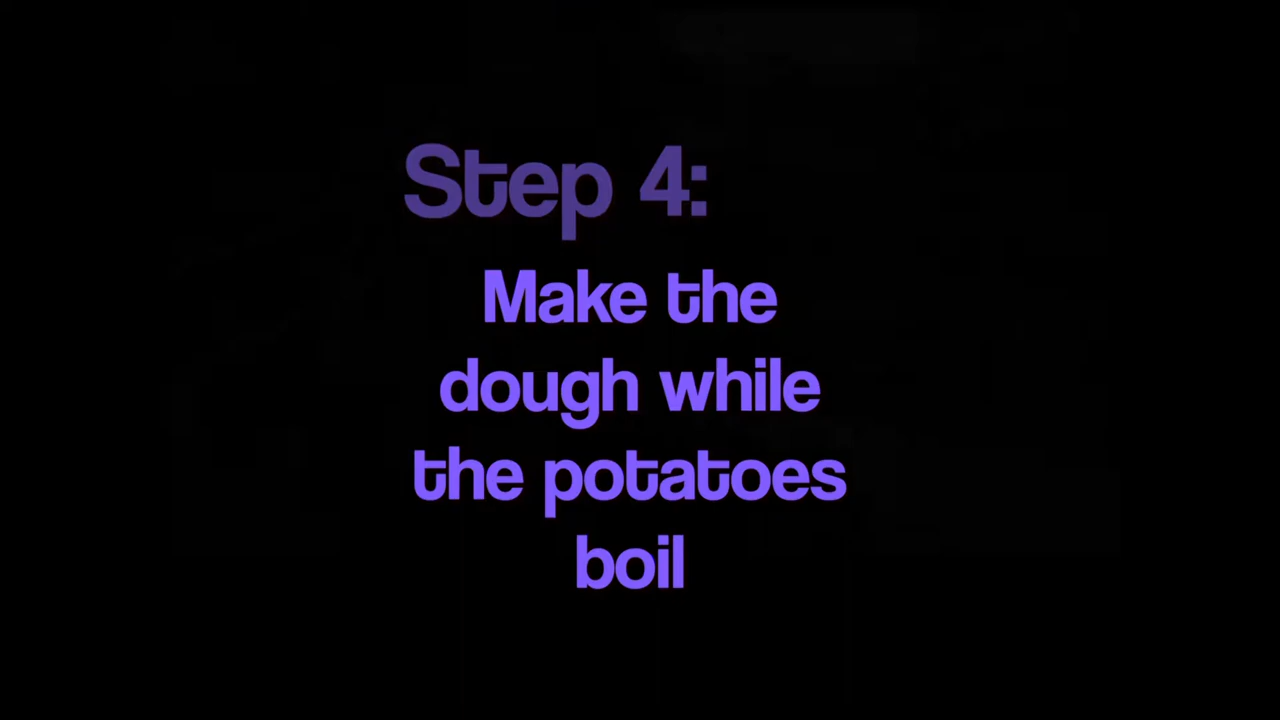 Step 4:
Make the
dough while
the potatoes
boil